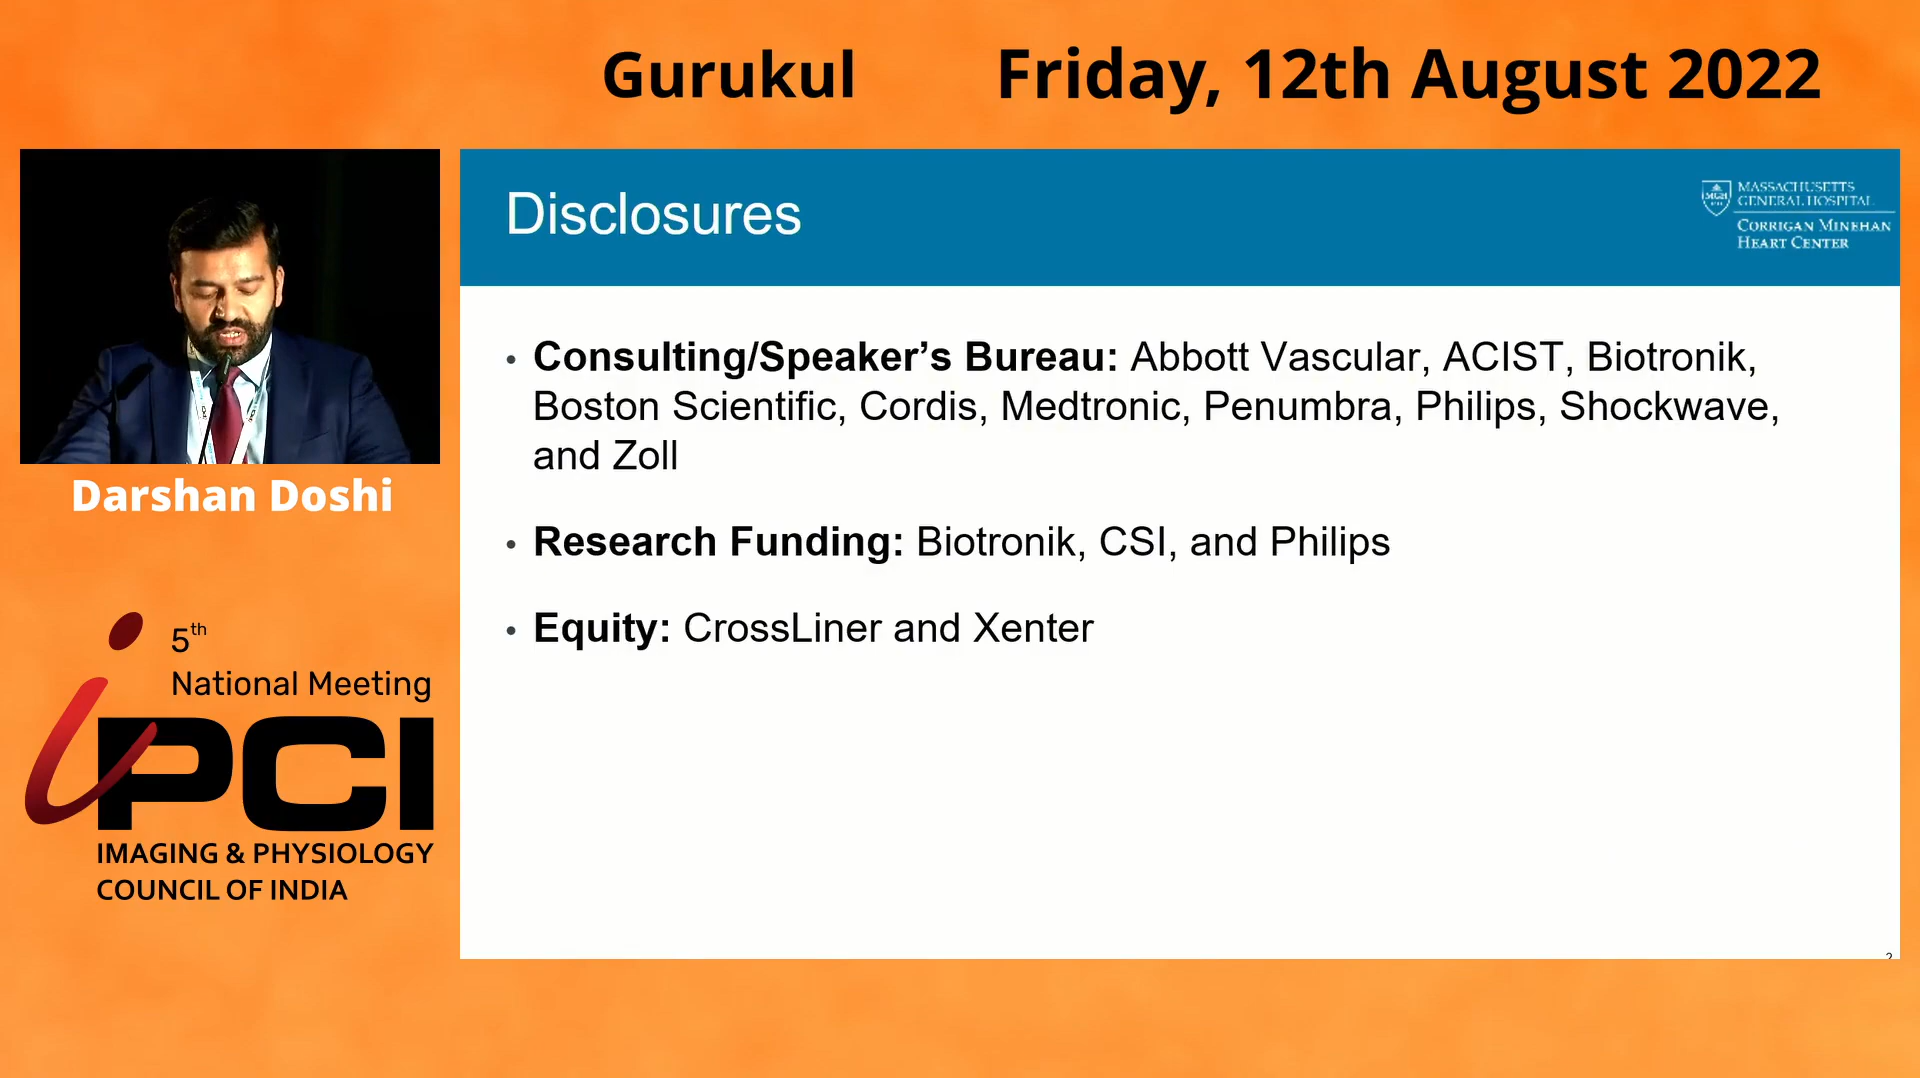 Gurukul
Friday, 12th August 2022
Disclosures
MASSACHUSETTS
GENERAL HOSPITAL
CORRIGAN MINEHAN
HEART CENTER
• Consulting/Speaker’s Bureau: Abbott Vascular, ACIST, Biotronik,
Boston Scientific, Cordis, Medtronic, Penumbra, Philips, Shockwave,
and Zoll
• Research Funding: Biotronik, CSI, and Philips
• Equity: CrossLiner and Xenter
2
Darshan Doshi
5th
National Meeting
iPCI
IMAGING & PHYSIOLOGY
COUNCIL OF INDIA